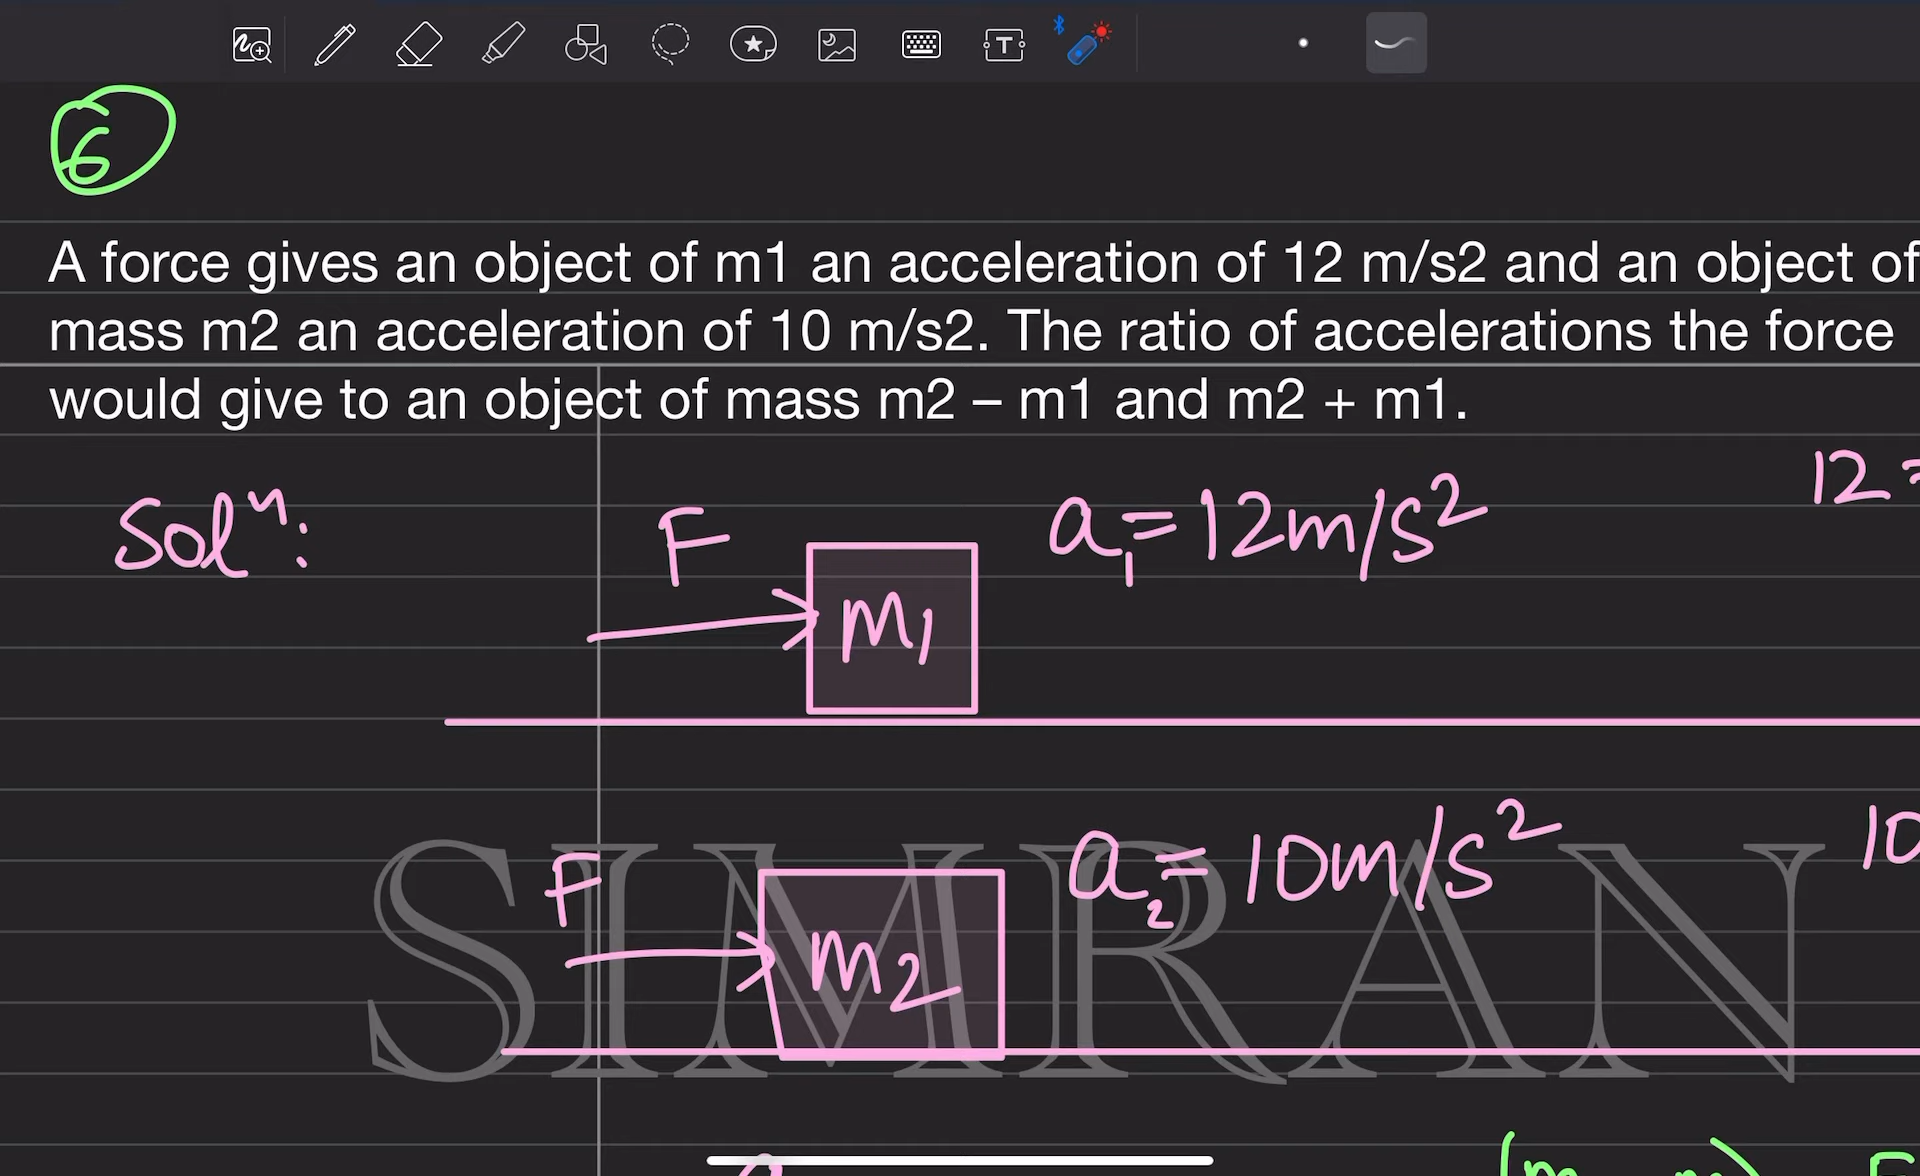 6
A force gives an object of m1 an acceleration of 12 m/s2 and an object of
mass m2 an acceleration of 10 m/s2. The ratio of accelerations the force
would give to an object of mass m2 – m1 and m2 + m1.
Solⁿ:
F
a₁=12m/s²
12 =
m₁
F
a₂=10m/s²
10
m2
SIMRAN